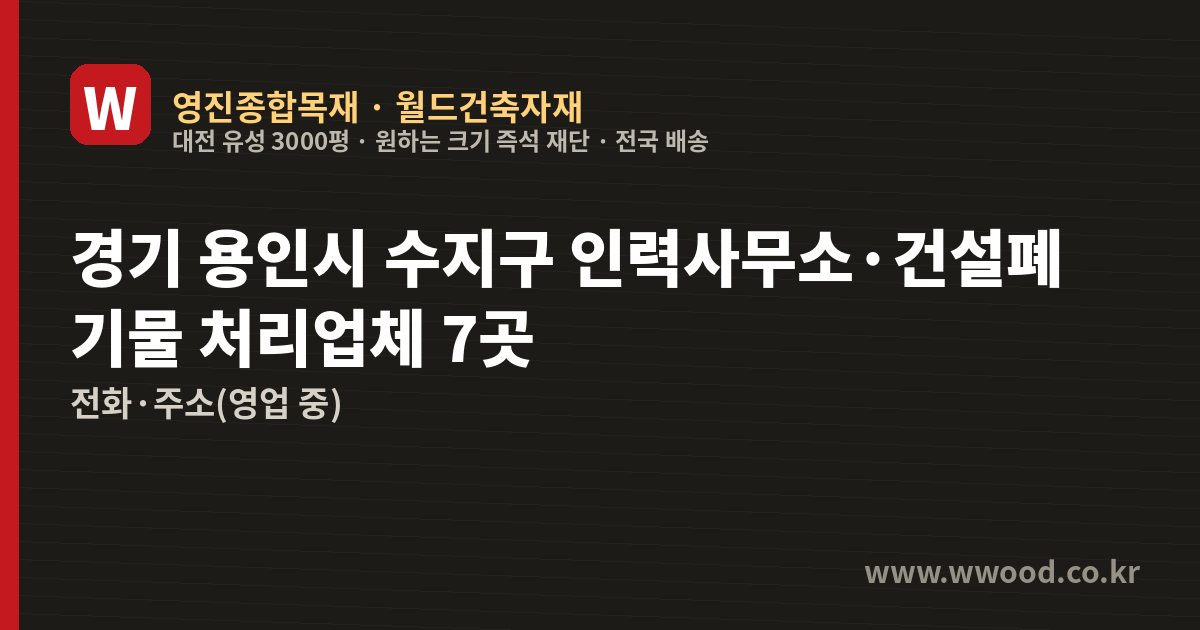 W
영진종합목재 · 월드건축자재
대전 유성 3000평 · 원하는 크기 즉석 재단 · 전국 배송
경기 용인시 수지구 인력사무소·건설폐
기물 처리업체 7곳
전화·주소(영업 중)
www.wwood.co.kr